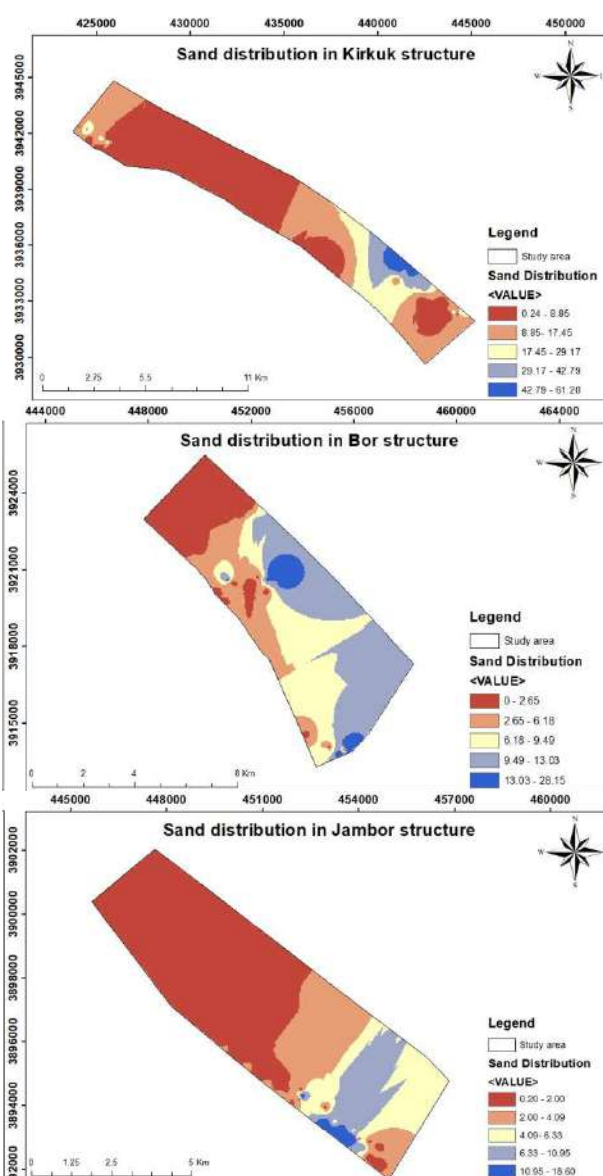 425000 430000 435000 440000 445000 450000
Sand distribution in Kirkuk structure
N
W
S
3945000
3942000
3939000
3936000
3933000
3930000
Legend
Study area
Sand Distribution
<VALUE>
0.24 - 8.85
8.85- 17.45
17.45 - 29.17
29.17 - 42.79
42.79 - 61.28
0 2.75 5.5 11 Km
444000 448000 452000 456000 460000 464000
Sand distribution in Bor structure
N
W
S
3924000
3921000
3918000
3915000
Legend
Study area
Sand Distribution
<VALUE>
0 - 2.65
2.65 - 6.18
6.18 - 9.49
9.49 - 13.03
13.03 - 28.15
0 2 4 8 Km
445000 448000 451000 454000 457000 460000
Sand distribution in Jambor structure
N
W
S
3902000
3900000
3898000
3896000
3894000
Legend
Study area
Sand Distribution
<VALUE>
0.20 - 2.00
2.00 - 4.09
4.09- 6.33
6.33 - 10.95
10.95 - 18.60
0 1.25 2.5 5 Km